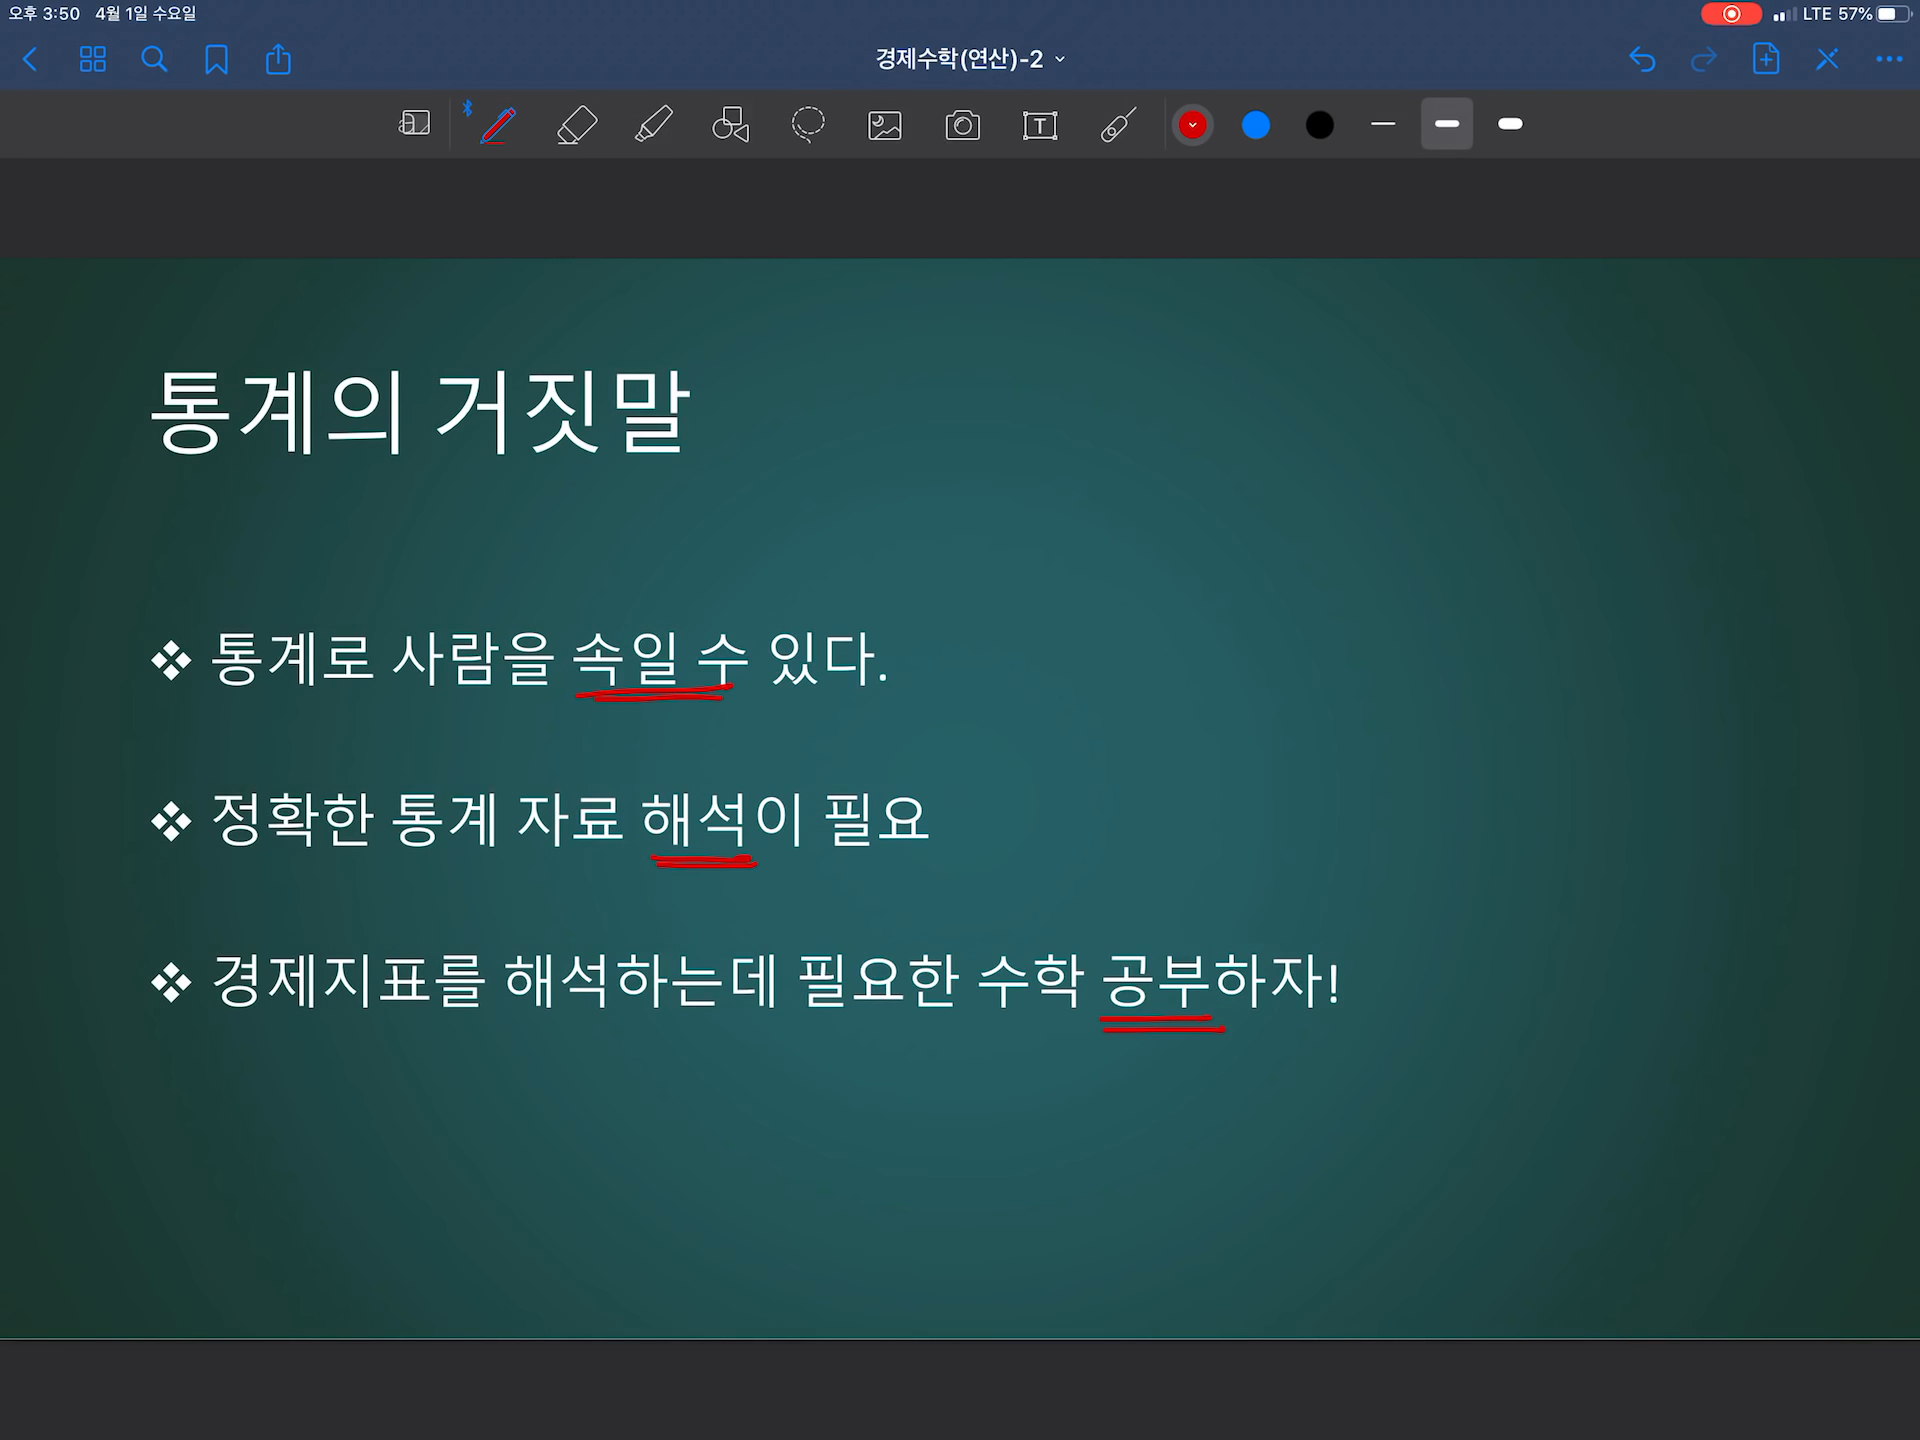 오후 3:50 4월 1일 수요일
LTE 57%
경제수학(연산)-2
통계의 거짓말
❖ 통계로 사람을 속일 수 있다.
❖ 정확한 통계 자료 해석이 필요
❖ 경제지표를 해석하는데 필요한 수학 공부하자!